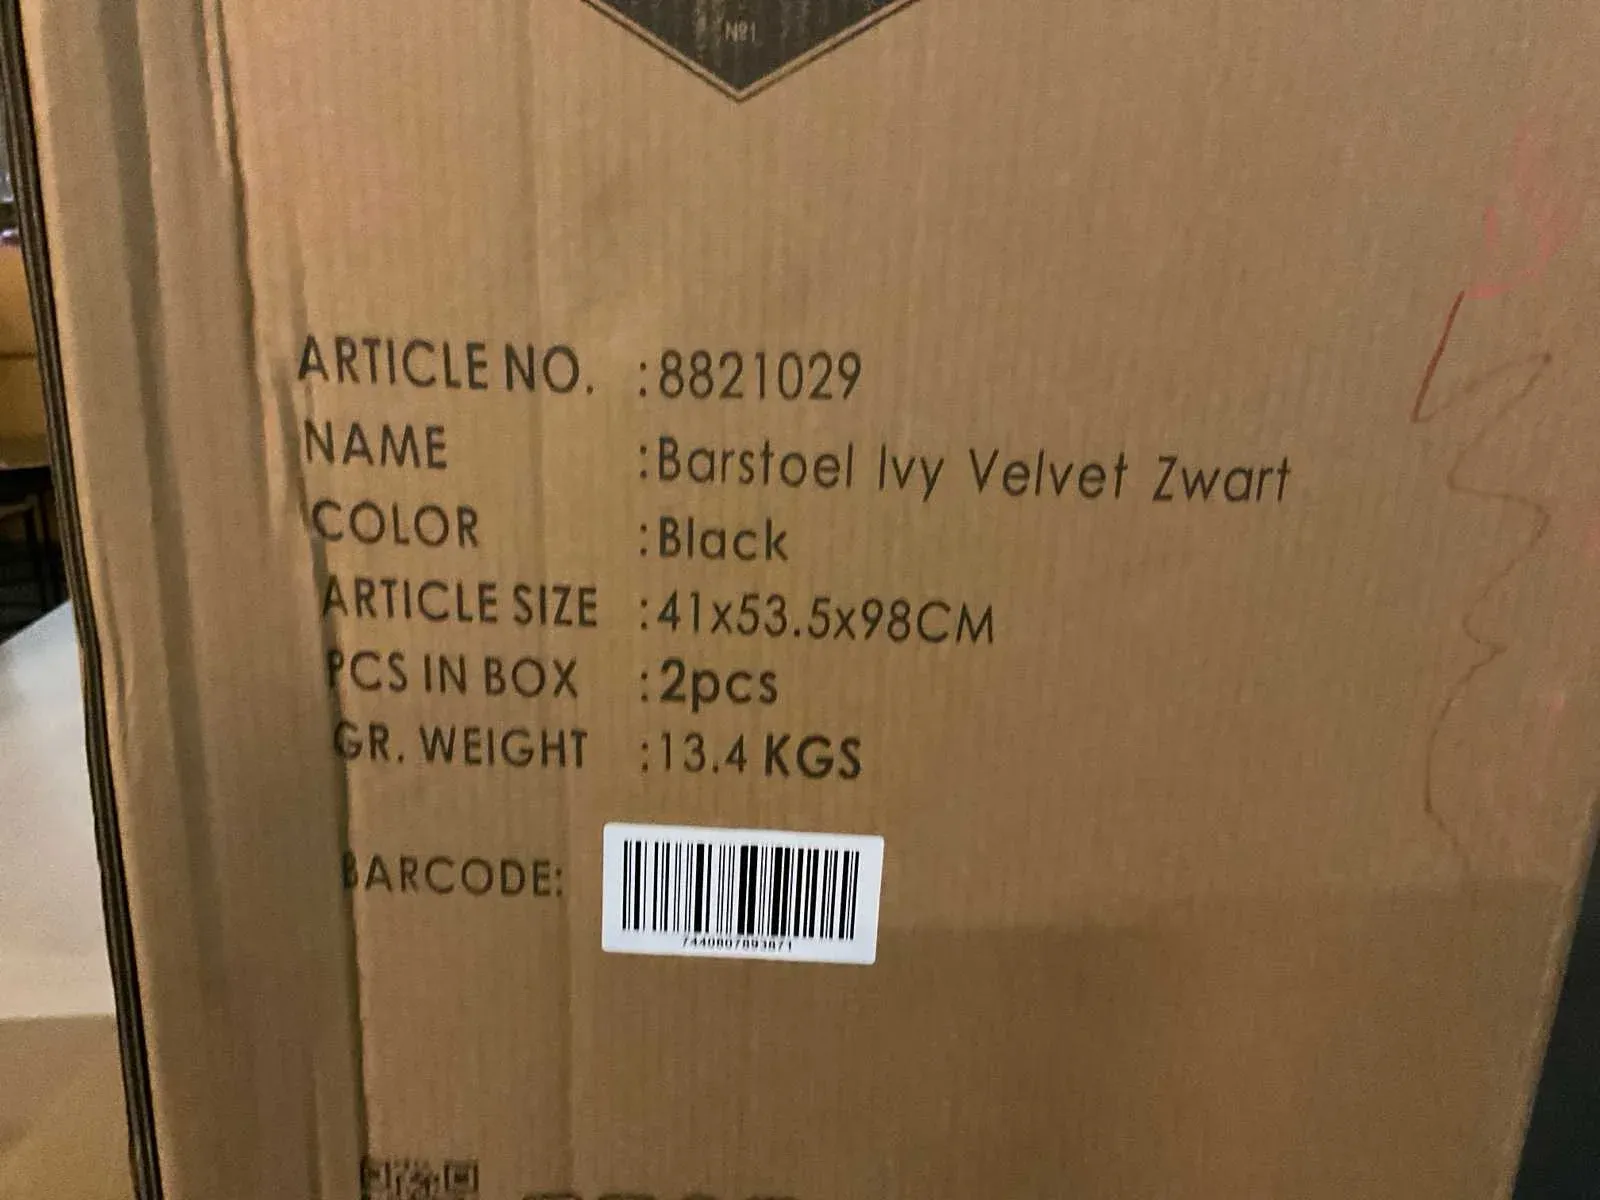 Nº1
ARTICLE NO. :8821029
NAME :Barstoel Ivy Velvet Zwart
COLOR :Black
ARTICLE SIZE :41x53.5x98CM
PCS IN BOX :2pcs
GR. WEIGHT :13.4 KGS
BARCODE:
7440807893871